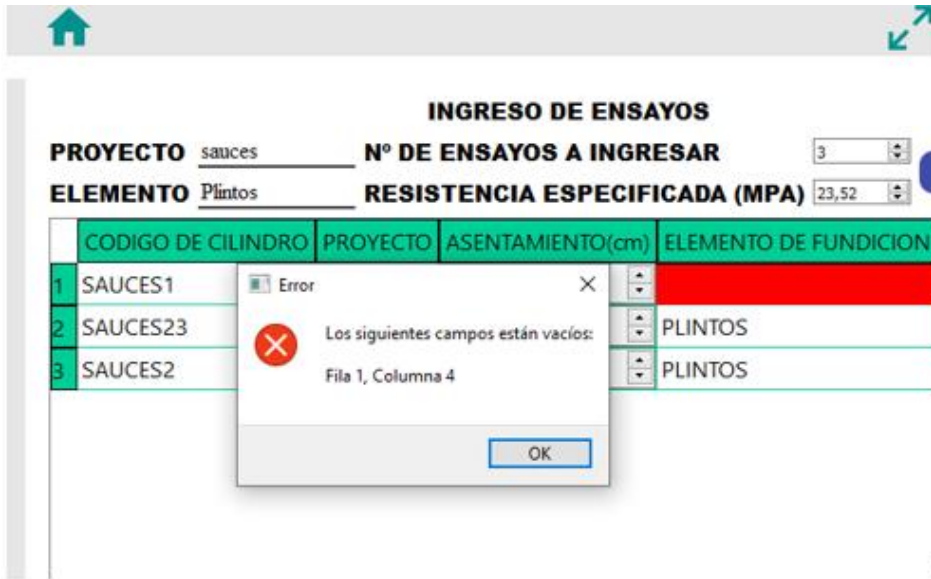 INGRESO DE ENSAYOS
PROYECTO sauces Nº DE ENSAYOS A INGRESAR 3
ELEMENTO Plintos RESISTENCIA ESPECIFICADA (MPA) 23,52
CODIGO DE CILINDRO PROYECTO ASENTAMIENTO(cm) ELEMENTO DE FUNDICION
1 SAUCES1
2 SAUCES23 PLINTOS
3 SAUCES2 PLINTOS
Error
Los siguientes campos están vacíos:
Fila 1, Columna 4
OK